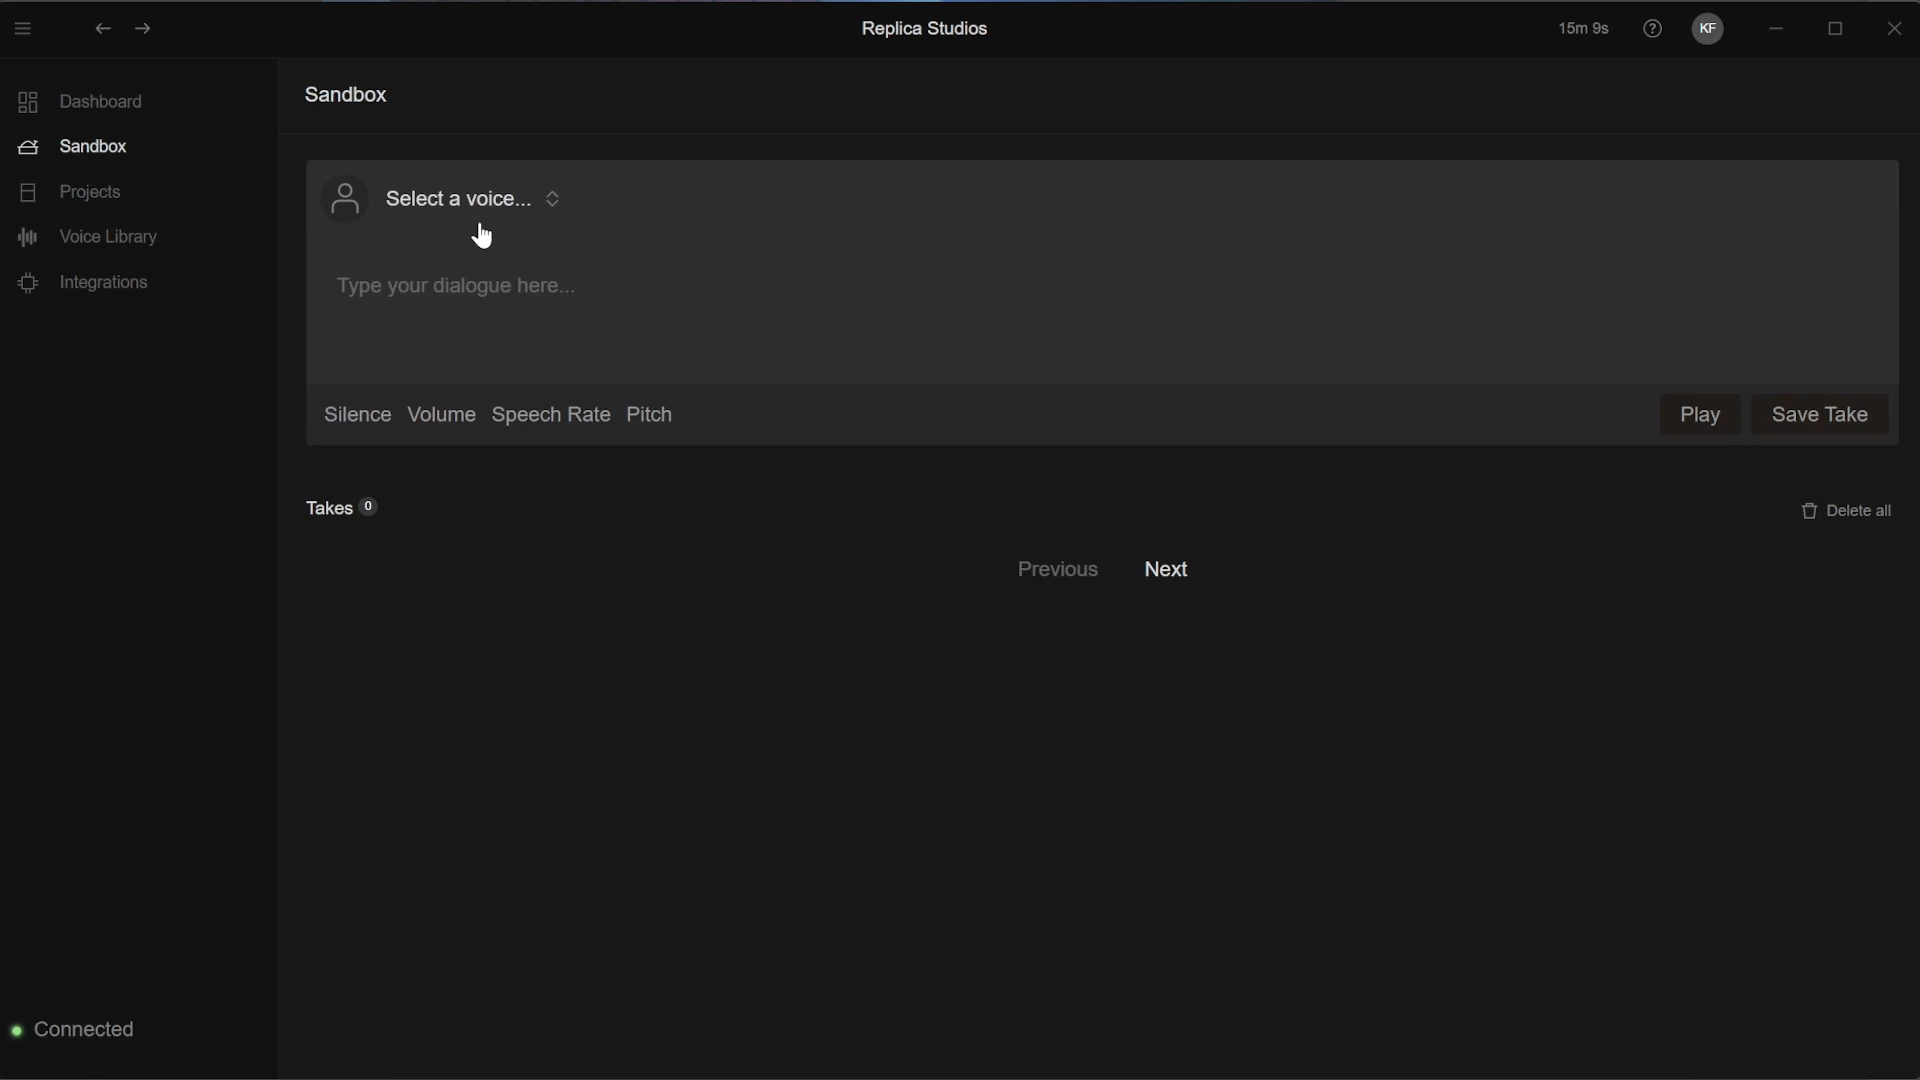 Replica Studios
15m 9s
KF
Dashboard
Sandbox
Projects
Voice Library
Integrations
Connected
Sandbox
Select a voice...
Type your dialogue here...
Silence Volume Speech Rate Pitch
Play Save Take
Takes 0
Delete all
Previous Next